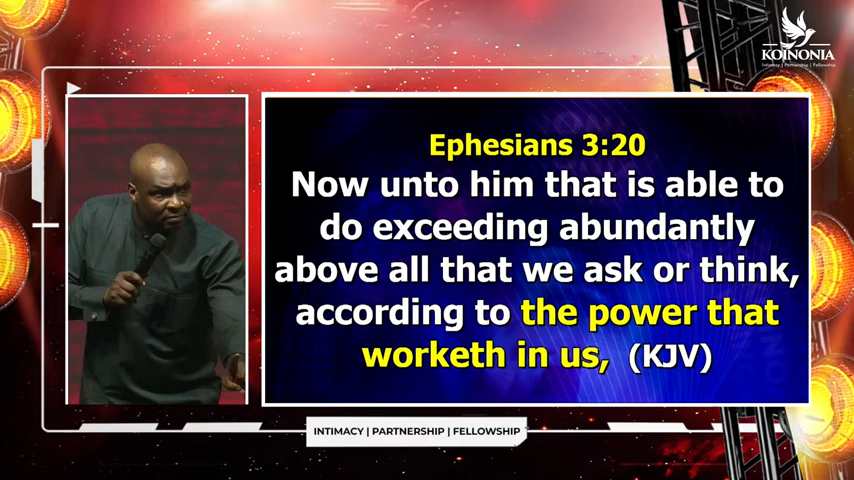 KOINONIA
Intimacy | Partnership | Fellowship
Ephesians 3:20
Now unto him that is able to
do exceeding abundantly
above all that we ask or think,
according to the power that
worketh in us, (KJV)
INTIMACY | PARTNERSHIP | FELLOWSHIP